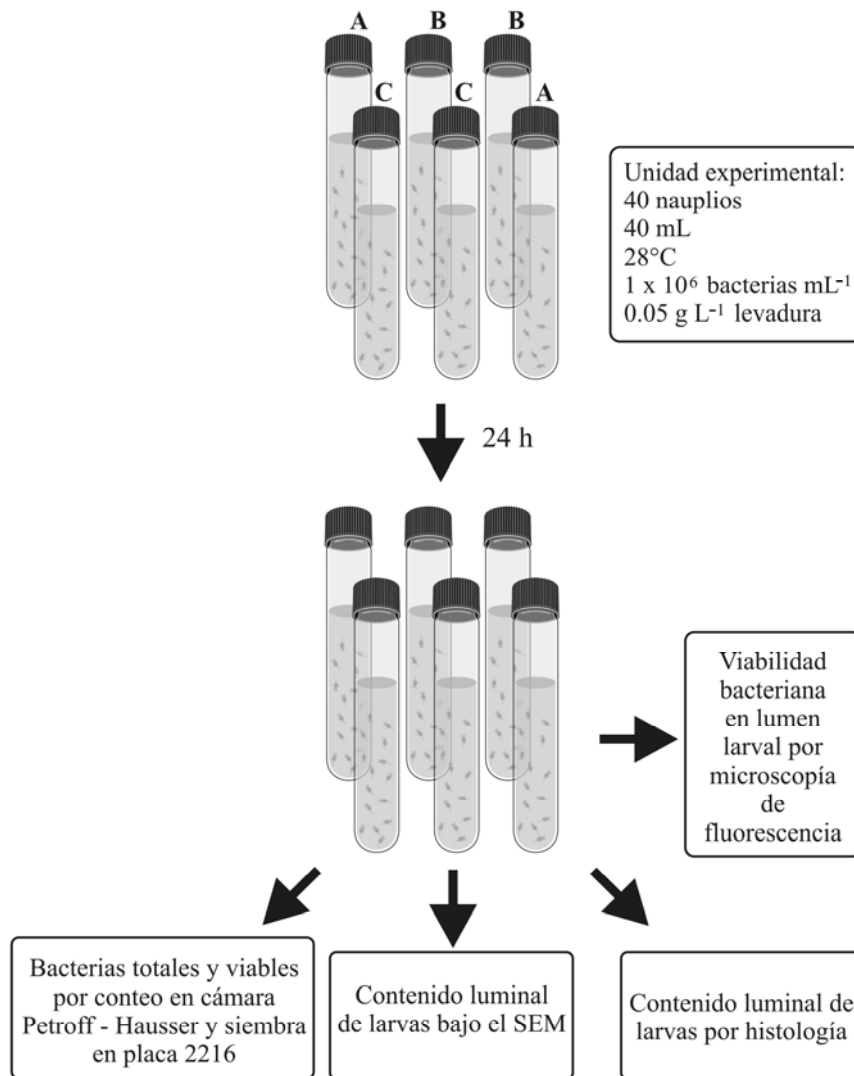 A B B
C C A
Unidad experimental:
40 nauplios
40 mL
28°C
1 x 10⁶ bacterias mL⁻¹
0.05 g L⁻¹ levadura
24 h
Viabilidad
bacteriana
en lumen
larval por
microscopía
de
fluorescencia
Bacterias totales y viables
por conteo en cámara
Petroff - Hausser y siembra
en placa 2216
Contenido luminal
de larvas bajo el SEM
Contenido luminal de
larvas por histología